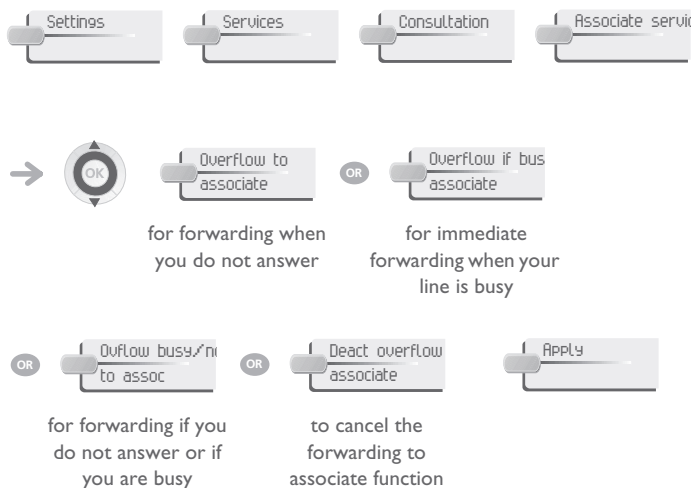 Settings
Services
Consultation
Associate servic
OK
Overflow to
associate
OR
Overflow if bus
associate
for forwarding when
you do not answer
for immediate
forwarding when your
line is busy
OR
Ovflow busy/no
to assoc
OR
Deact overflow
associate
Apply
for forwarding if you
do not answer or if
you are busy
to cancel the
forwarding to
associate function